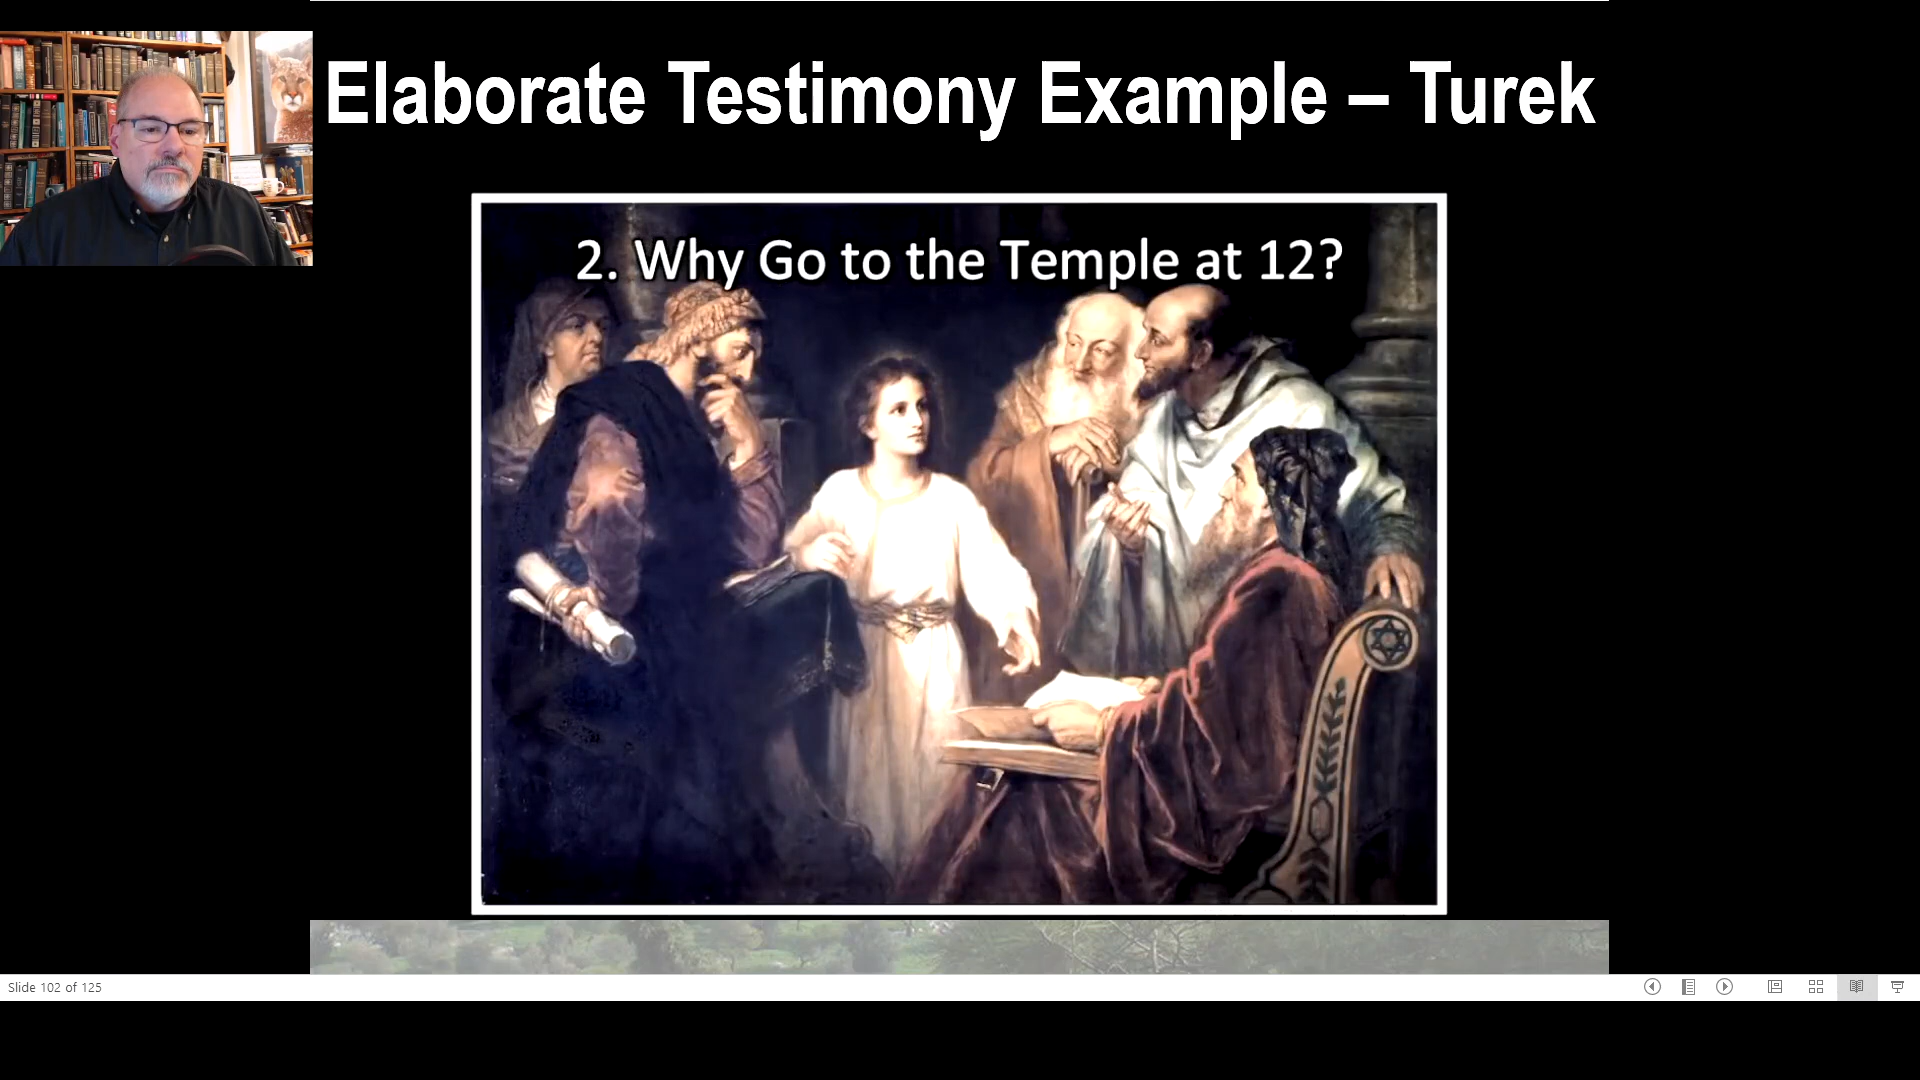 Elaborate Testimony Example – Turek
2. Why Go to the Temple at 12?
Slide 102 of 125